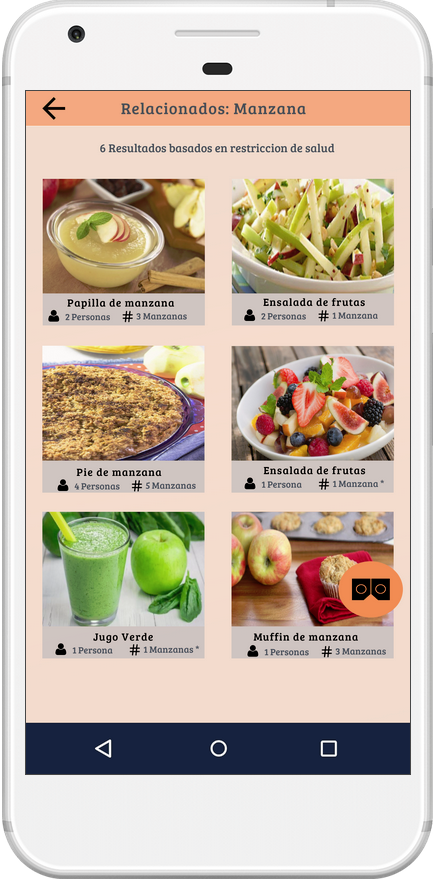 Relacionados: Manzana
6 Resultados basados en restriccion de salud
Papilla de manzana
2 Personas # 3 Manzanas
Ensalada de frutas
2 Personas # 1 Manzana
Pie de manzana
4 Personas # 5 Manzanas
Ensalada de frutas
1 Persona # 1 Manzana *
Jugo Verde
1 Persona # 1 Manzanas *
Muffin de manzana
1 Personas # 3 Manzanas